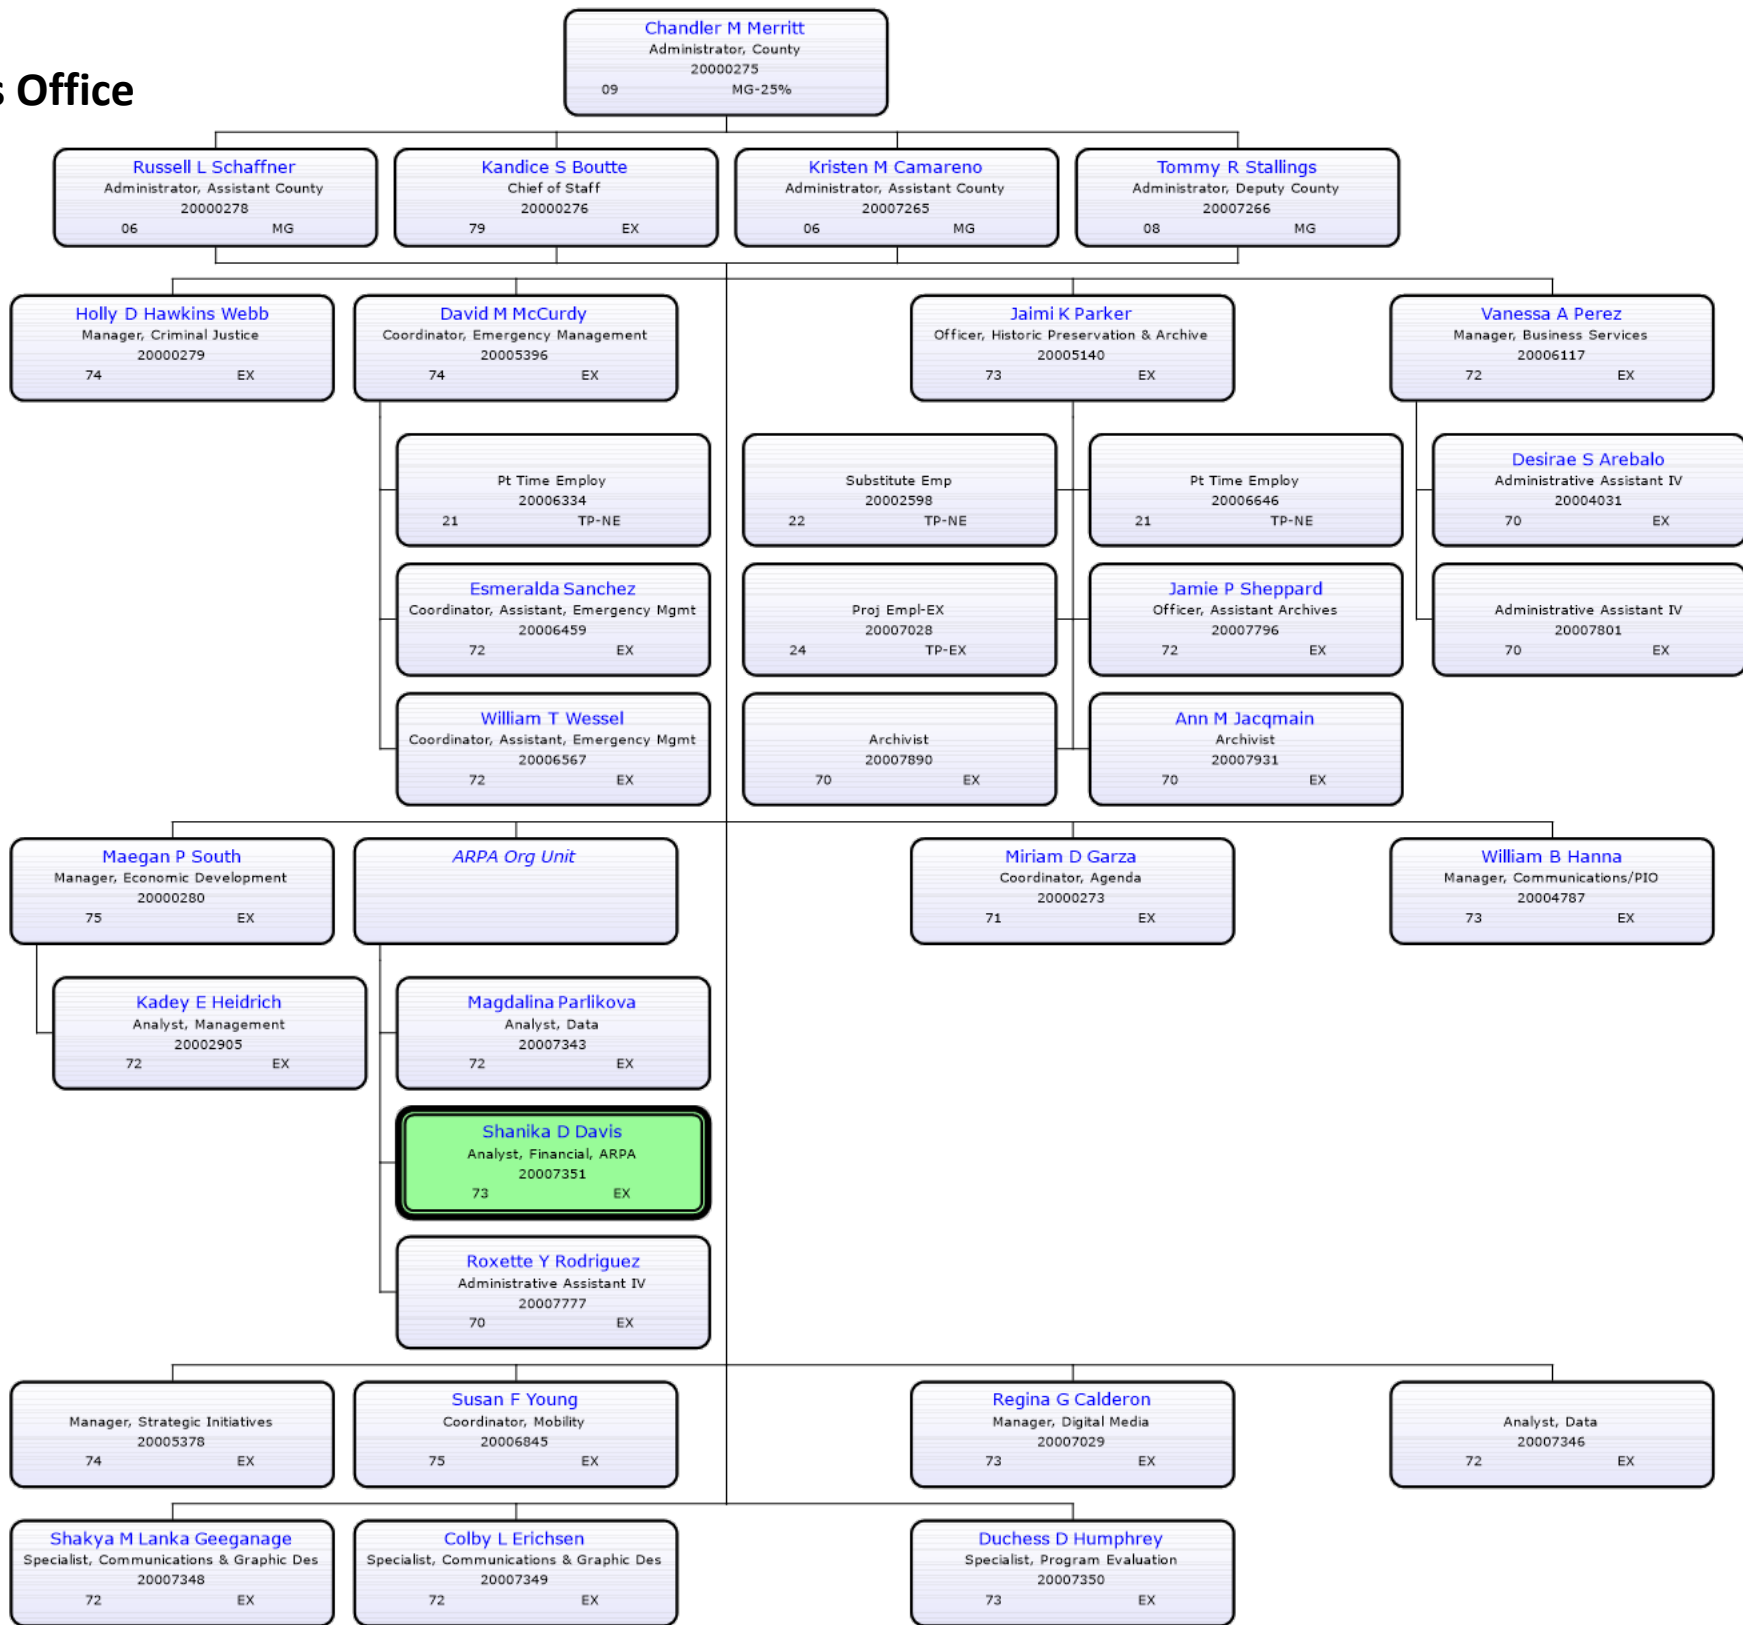 s Office
Chandler M Merritt
Administrator, County
20000275
09 MG-25%
Russell L Schaffner
Administrator, Assistant County
20000278
06 MG
Kandice S Boutte
Chief of Staff
20000276
79 EX
Kristen M Camareno
Administrator, Assistant County
20007265
06 MG
Tommy R Stallings
Administrator, Deputy County
20007266
08 MG
Holly D Hawkins Webb
Manager, Criminal Justice
20000279
74 EX
David M McCurdy
Coordinator, Emergency Management
20005396
74 EX
Jaimi K Parker
Officer, Historic Preservation & Archive
20005140
73 EX
Vanessa A Perez
Manager, Business Services
20006117
72 EX
Pt Time Employ
20006334
21 TP-NE
Substitute Emp
20002598
22 TP-NE
Pt Time Employ
20006646
21 TP-NE
Desirae S Arebalo
Administrative Assistant IV
20004031
70 EX
Esmeralda Sanchez
Coordinator, Assistant, Emergency Mgmt
20006459
72 EX
Proj Empl-EX
20007028
24 TP-EX
Jamie P Sheppard
Officer, Assistant Archives
20007796
72 EX
Administrative Assistant IV
20007801
70 EX
William T Wessel
Coordinator, Assistant, Emergency Mgmt
20006567
72 EX
Archivist
20007890
70 EX
Ann M Jacqmain
Archivist
20007931
70 EX
Maegan P South
Manager, Economic Development
20000280
75 EX
ARPA Org Unit
Miriam D Garza
Coordinator, Agenda
20000273
71 EX
William B Hanna
Manager, Communications/PIO
20004787
73 EX
Kadey E Heidrich
Analyst, Management
20002905
72 EX
Magdalina Parlikova
Analyst, Data
20007343
72 EX
Shanika D Davis
Analyst, Financial, ARPA
20007351
73 EX
Roxette Y Rodriguez
Administrative Assistant IV
20007777
70 EX
Manager, Strategic Initiatives
20005378
74 EX
Susan F Young
Coordinator, Mobility
20006845
75 EX
Regina G Calderon
Manager, Digital Media
20007029
73 EX
Analyst, Data
20007346
72 EX
Shakya M Lanka Geeganage
Specialist, Communications & Graphic Des
20007348
72 EX
Colby L Erichsen
Specialist, Communications & Graphic Des
20007349
72 EX
Duchess D Humphrey
Specialist, Program Evaluation
20007350
73 EX